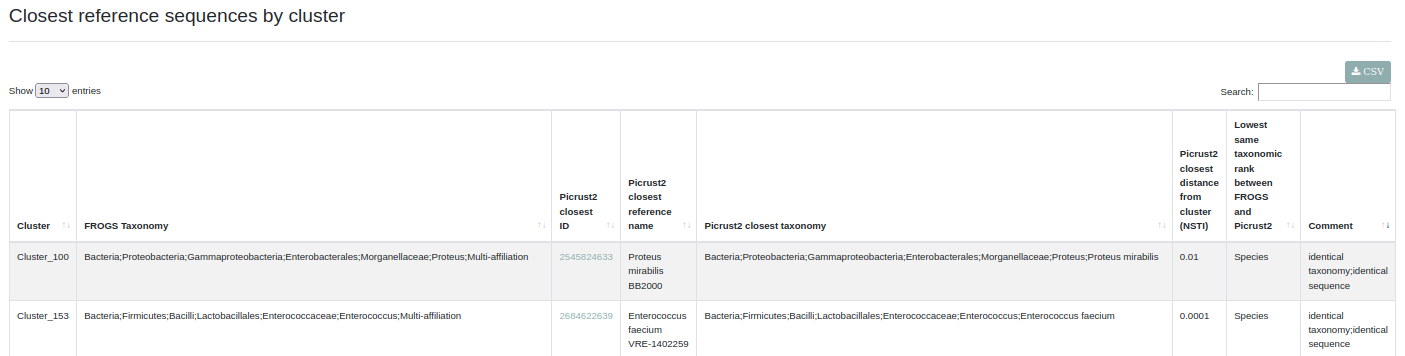 Closest reference sequences by cluster
CSV
Show 10 entries
Search:
Cluster
FROGS Taxonomy
Picrust2
closest
ID
Picrust2
closest
reference
name
Picrust2 closest taxonomy
Picrust2
closest
distance
from
cluster
(NSTI)
Lowest
same
taxonomic
rank
between
FROGS
and
Picrust2
Comment
Cluster_100
Bacteria;Proteobacteria;Gammaproteobacteria;Enterobacterales;Morganellaceae;Proteus;Multi-affiliation
2545824633
Proteus
mirabilis
BB2000
Bacteria;Proteobacteria;Gammaproteobacteria;Enterobacterales;Morganellaceae;Proteus;Proteus mirabilis
0.01
Species
identical
taxonomy;identical
sequence
Cluster_153
Bacteria;Firmicutes;Bacilli;Lactobacillales;Enterococcaceae;Enterococcus;Multi-affiliation
2684622639
Enterococcus
faecium
VRE-1402259
Bacteria;Firmicutes;Bacilli;Lactobacillales;Enterococcaceae;Enterococcus;Enterococcus faecium
0.0001
Species
identical
taxonomy;identical
sequence